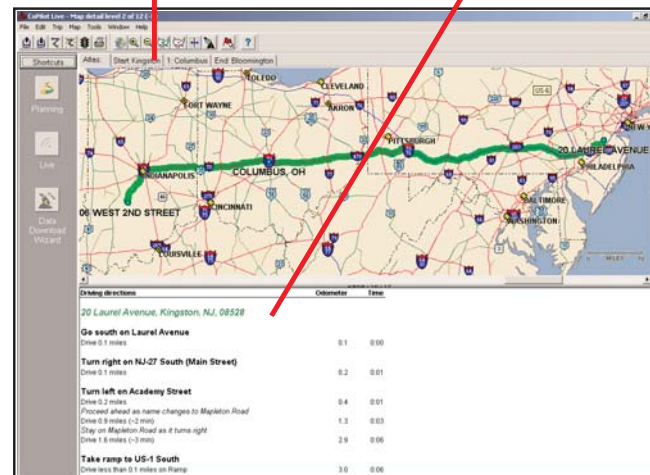 CoPilot Live - Map detail level 2 of 12
File Edit Trip Map Tools Window Help
Shortcuts
Atlas Start Kingston 1: Columbus End: Bloomington
Planning
Live
Data
Download
Wizard
TOLEDO
CLEVELAND
FORT WAYNE
AKRON
US-6
PITTSBURGH
NEW Y
20 LAUREL AVENUE
PHILADELPHIA
INDIANAPOLIS
COLUMBUS, OH
BALTIMORE
WASHINGTON
06 WEST 2ND STREET
CINCINNATI
LOUISVILLE
MILES
Driving directions Odometer Time
20 Laurel Avenue, Kingston, NJ, 08528
Go south on Laurel Avenue
Drive 0.1 miles 0.1 0:00
Turn right on NJ-27 South (Main Street)
Drive 0.1 miles 0.2 0:01
Turn left on Academy Street
Drive 0.2 miles 0.4 0:01
Proceed ahead as name changes to Mapleton Road
Drive 0.9 miles (~2 min) 1.3 0:03
Stay on Mapleton Road as it turns right
Drive 1.6 miles (~3 min) 2.9 0:06
Take ramp to US-1 South
Drive less than 0.1 miles on Ramp 3.0 0:06